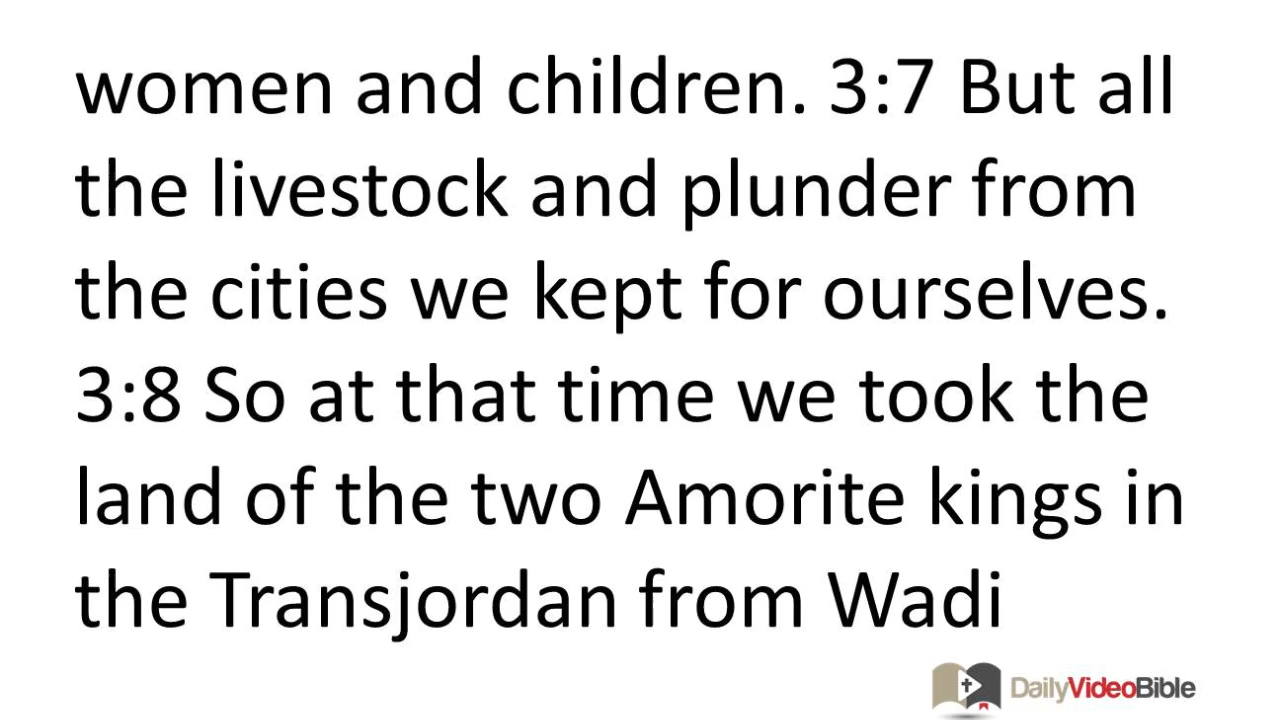 women and children. 3:7 But all
the livestock and plunder from
the cities we kept for ourselves.
3:8 So at that time we took the
land of the two Amorite kings in
the Transjordan from Wadi
DailyVideoBible